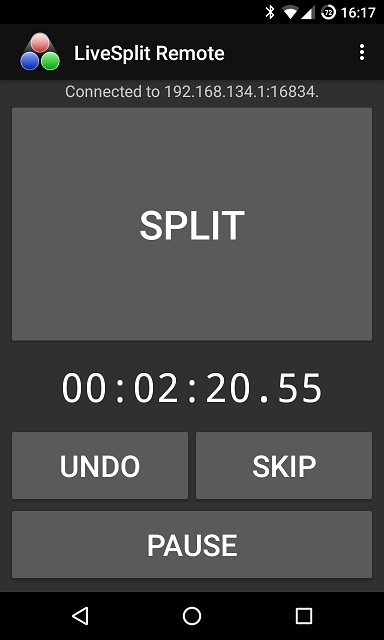 72 16:17
LiveSplit Remote
Connected to 192.168.134.1:16834.
SPLIT
00:02:20.55
UNDO SKIP
PAUSE